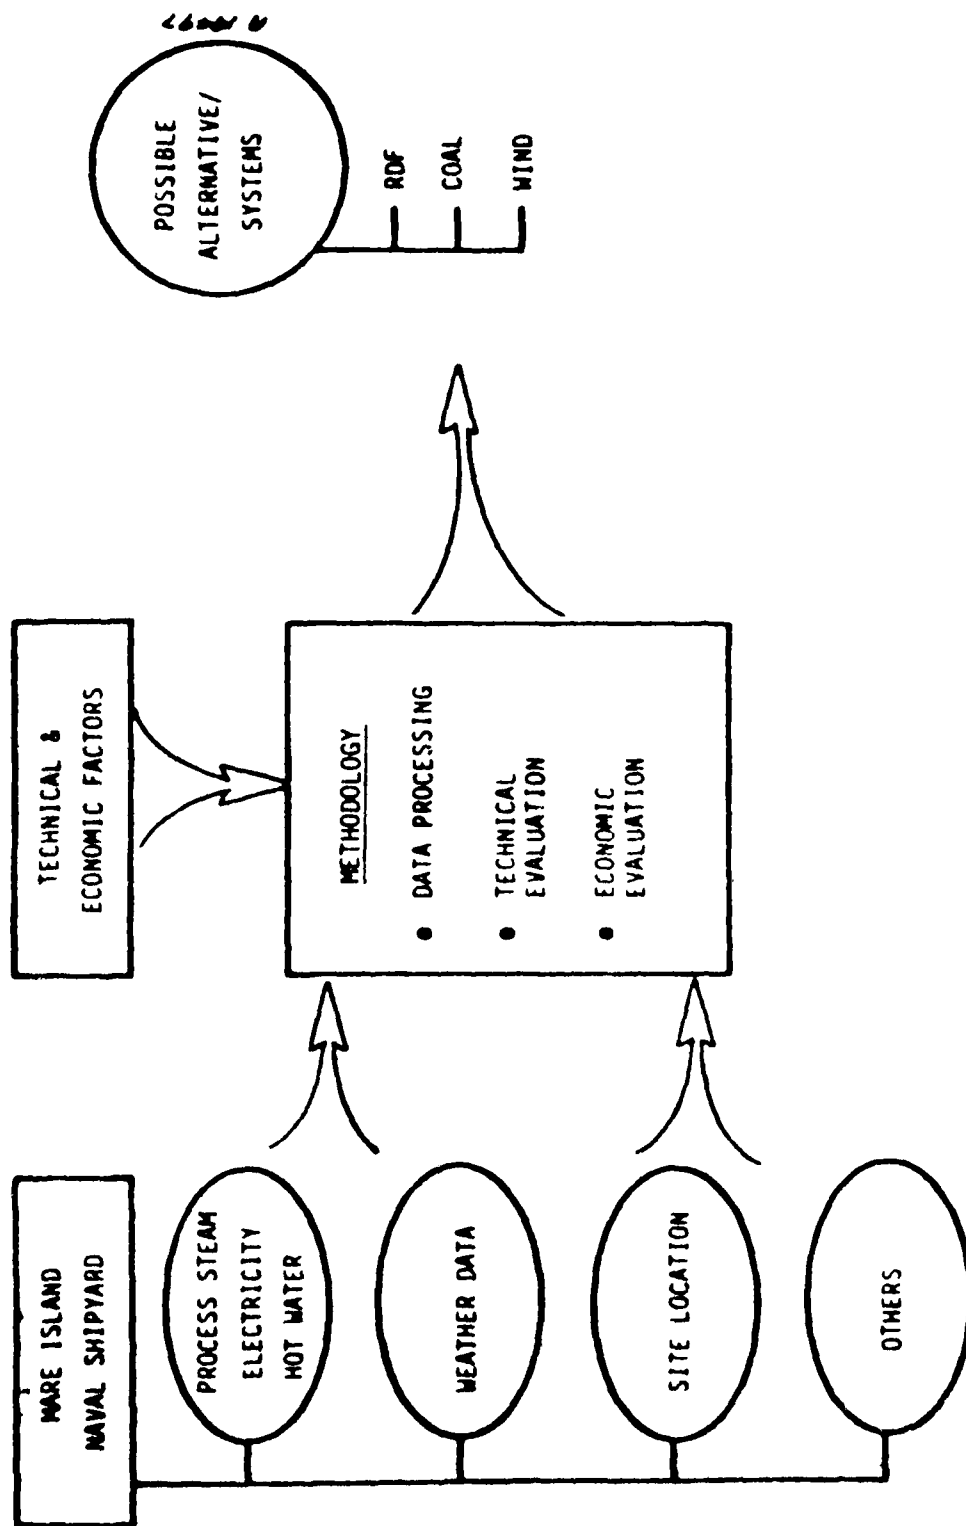 MARE ISLAND
NAVAL SHIPYARD
PROCESS STEAM
ELECTRICITY
HOT WATER
WEATHER DATA
SITE LOCATION
OTHERS
TECHNICAL &
ECONOMIC FACTORS
METHODOLOGY
● DATA PROCESSING
● TECHNICAL
EVALUATION
● ECONOMIC
EVALUATION
POSSIBLE
ALTERNATIVE/
SYSTEMS
RDF
COAL
WIND